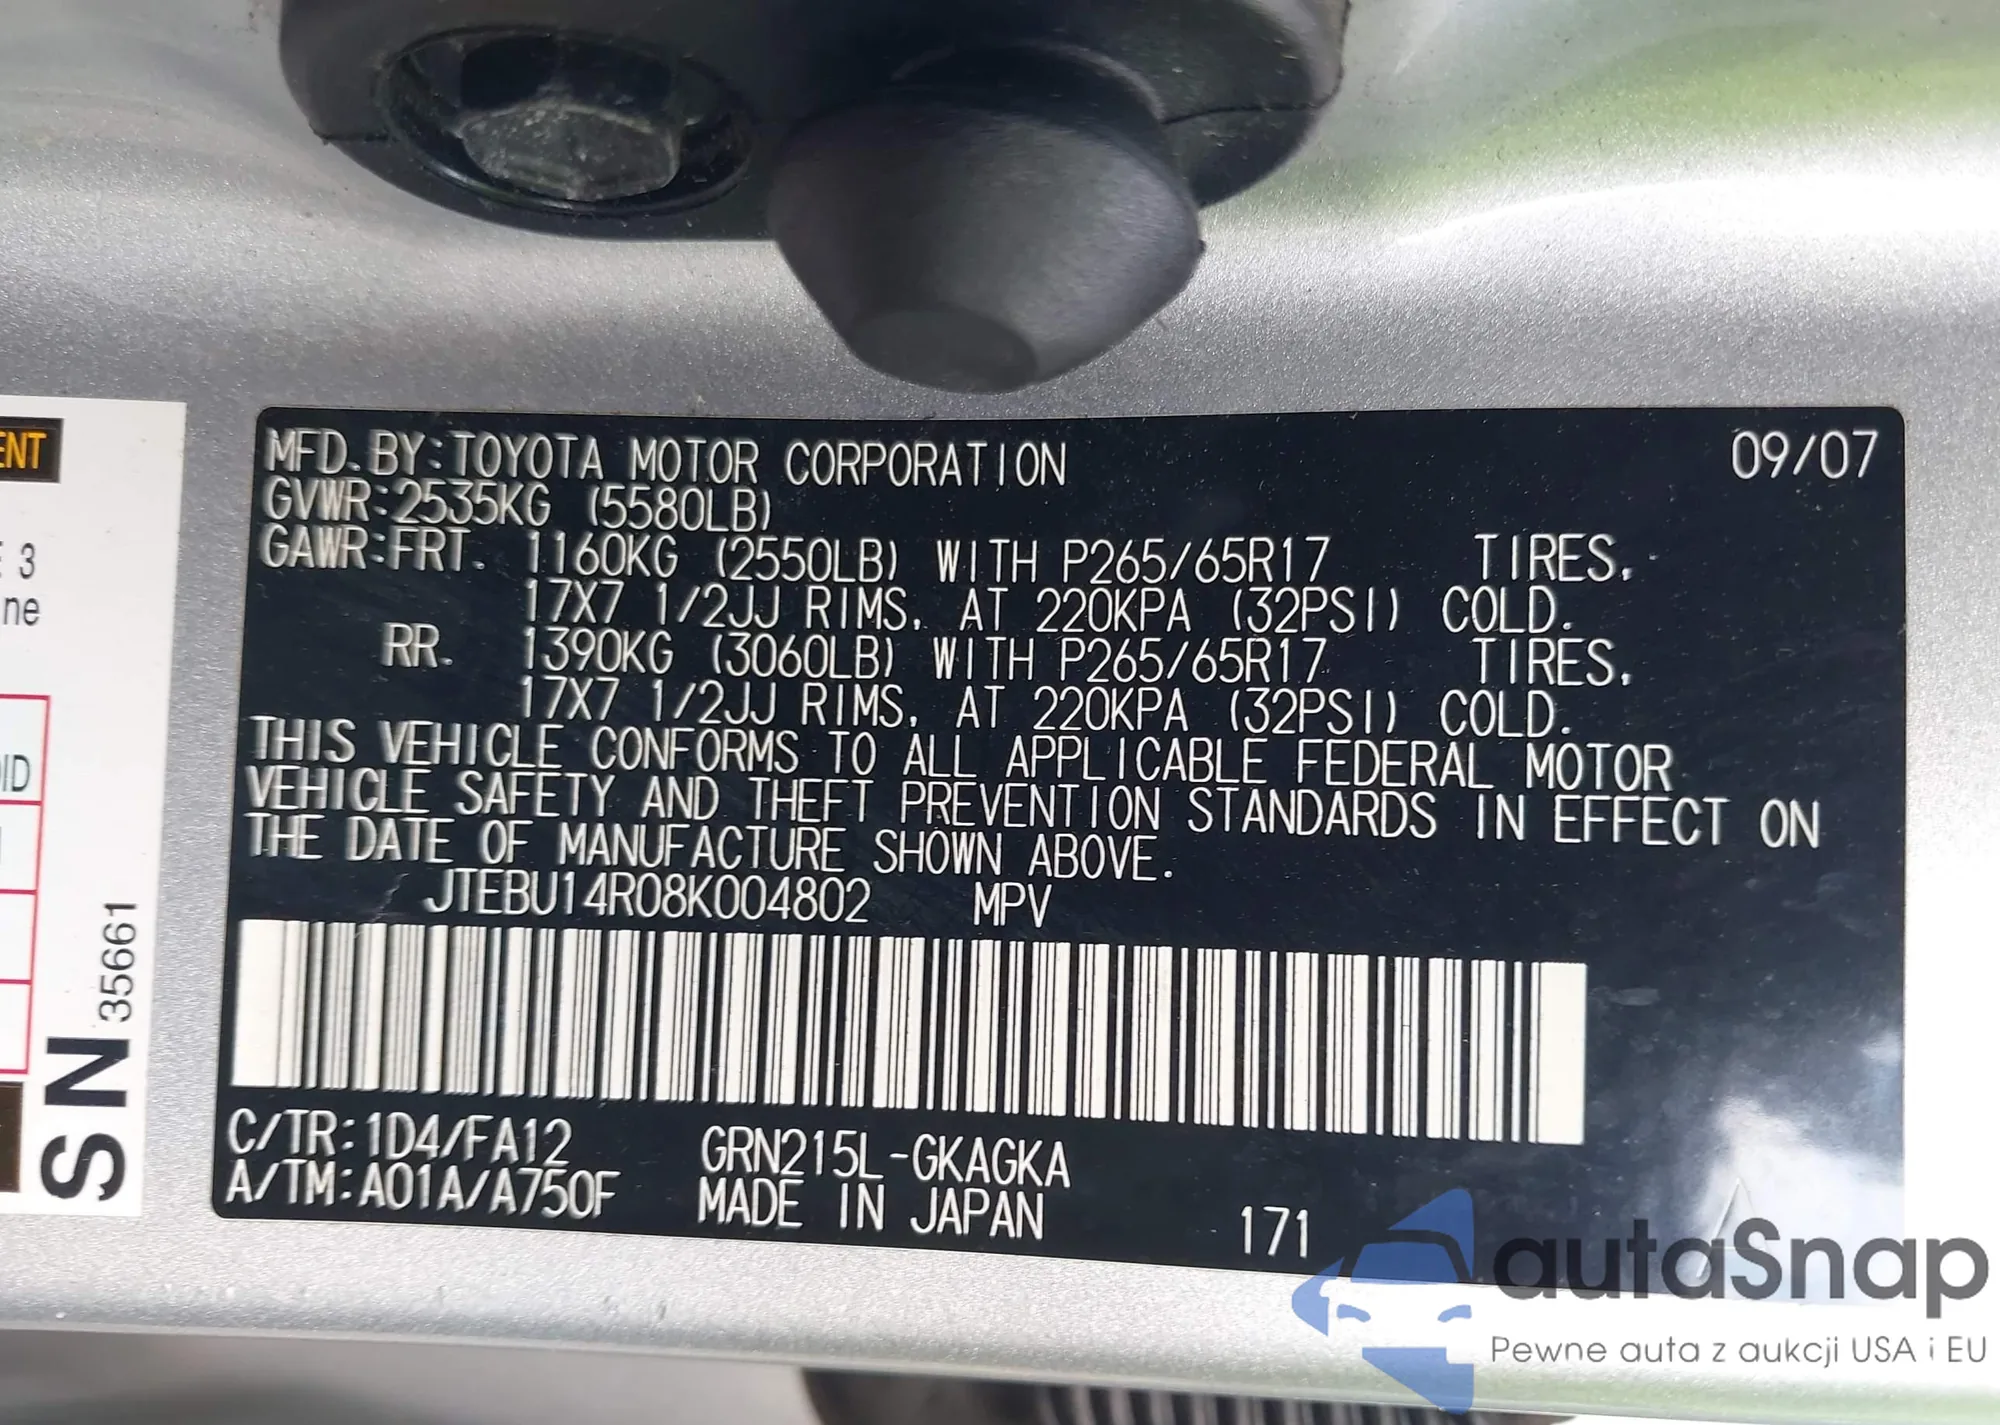 MFD. BY: TOYOTA MOTOR CORPORATION 09/07
GVWR: 2535KG (5580LB)
GAWR: FRT. 1160KG (2550LB) WITH P265/65R17 TIRES,
17X7 1/2JJ RIMS, AT 220KPA (32PSI) COLD.
RR. 1390KG (3060LB) WITH P265/65R17 TIRES,
17X7 1/2JJ RIMS, AT 220KPA (32PSI) COLD.
THIS VEHICLE CONFORMS TO ALL APPLICABLE FEDERAL MOTOR
VEHICLE SAFETY AND THEFT PREVENTION STANDARDS IN EFFECT ON
THE DATE OF MANUFACTURE SHOWN ABOVE.
JTEBU14R08K004802 MPV
C/TR: 1D4/FA12 GRN215L-GKAGKA
A/TM: A01A/A750F MADE IN JAPAN 171
SN 35661
autaSnap
Pewne auta z aukcji USA i EU